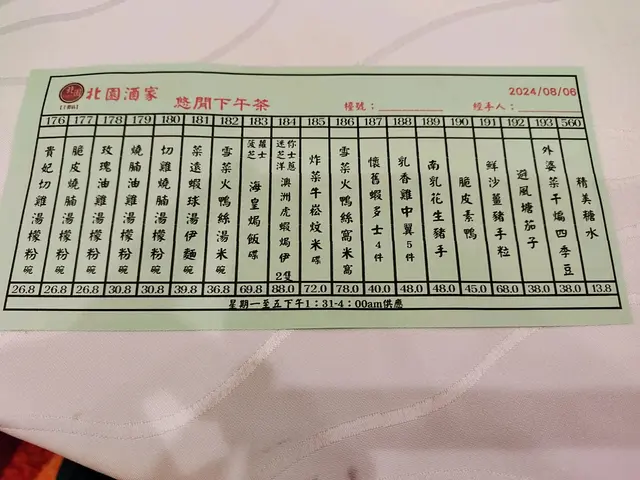 北園酒家
悠閒下午茶
2024/08/06
檯號：
經手人：
176 貴妃切雞湯檬粉 碗 26.8
177 脆皮燒腩湯檬粉 碗 26.8
178 玫瑰油雞湯檬粉 碗 26.8
179 燒腩油雞湯檬粉 碗 30.8
180 切雞燒腩湯檬粉 碗 30.8
181 菜遠蝦球湯伊麵 碗 39.8
182 雪菜火鴨絲湯米 碗 36.8
183 菠芝蘿士海皇焗飯 碟 69.8
184 迷芝洋你士蔥澳洲虎蝦焗伊 2隻 88.0
185 炸菜牛崧炆米 碟 72.0
186 雪菜火鴨絲窩米 窩 78.0
187 懷舊蝦多士 4件 40.0
188 乳香雞中翼 5件 48.0
189 南乳花生豬手 48.0
190 脆皮素鴨 45.0
191 鮮沙薑豬手粒 68.0
192 避風塘茄子 38.0
193 外婆菜干煸四季豆 38.0
560 精美糖水 13.8
星期一至五下午1：31-4：00am供應